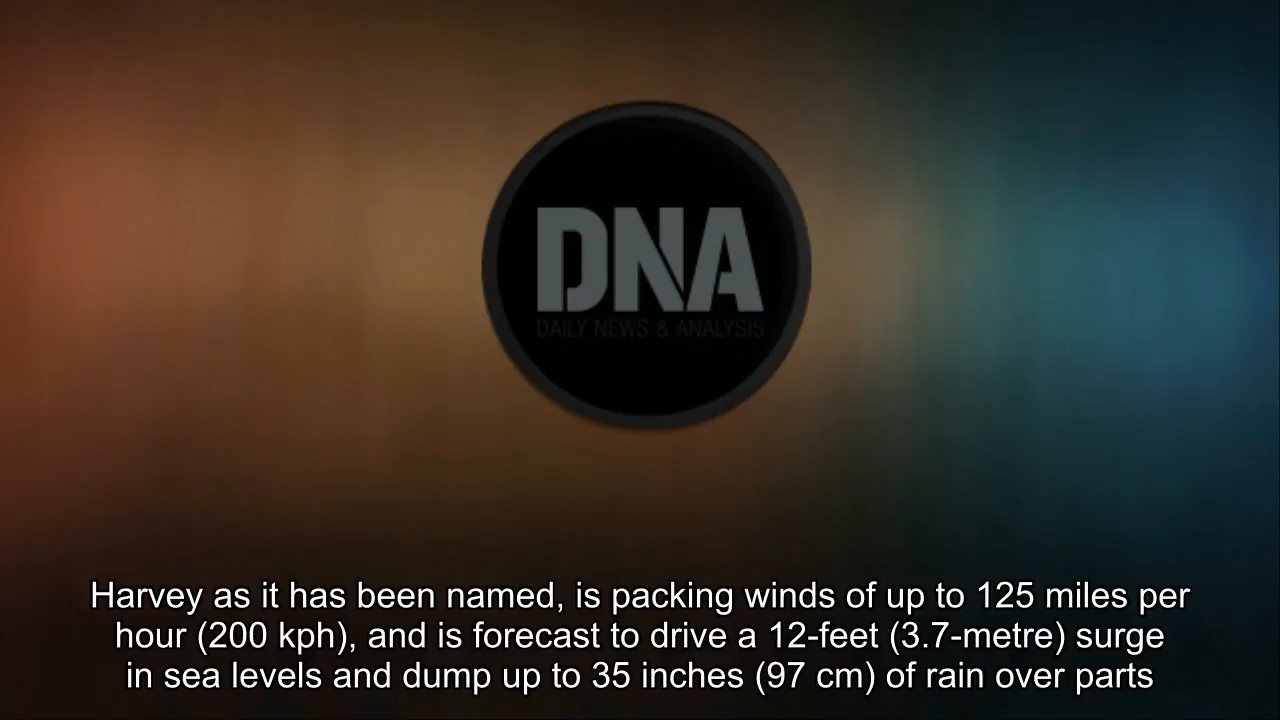 DNA
DAILY NEWS & ANALYSIS
Harvey as it has been named, is packing winds of up to 125 miles per
hour (200 kph), and is forecast to drive a 12-feet (3.7-metre) surge
in sea levels and dump up to 35 inches (97 cm) of rain over parts